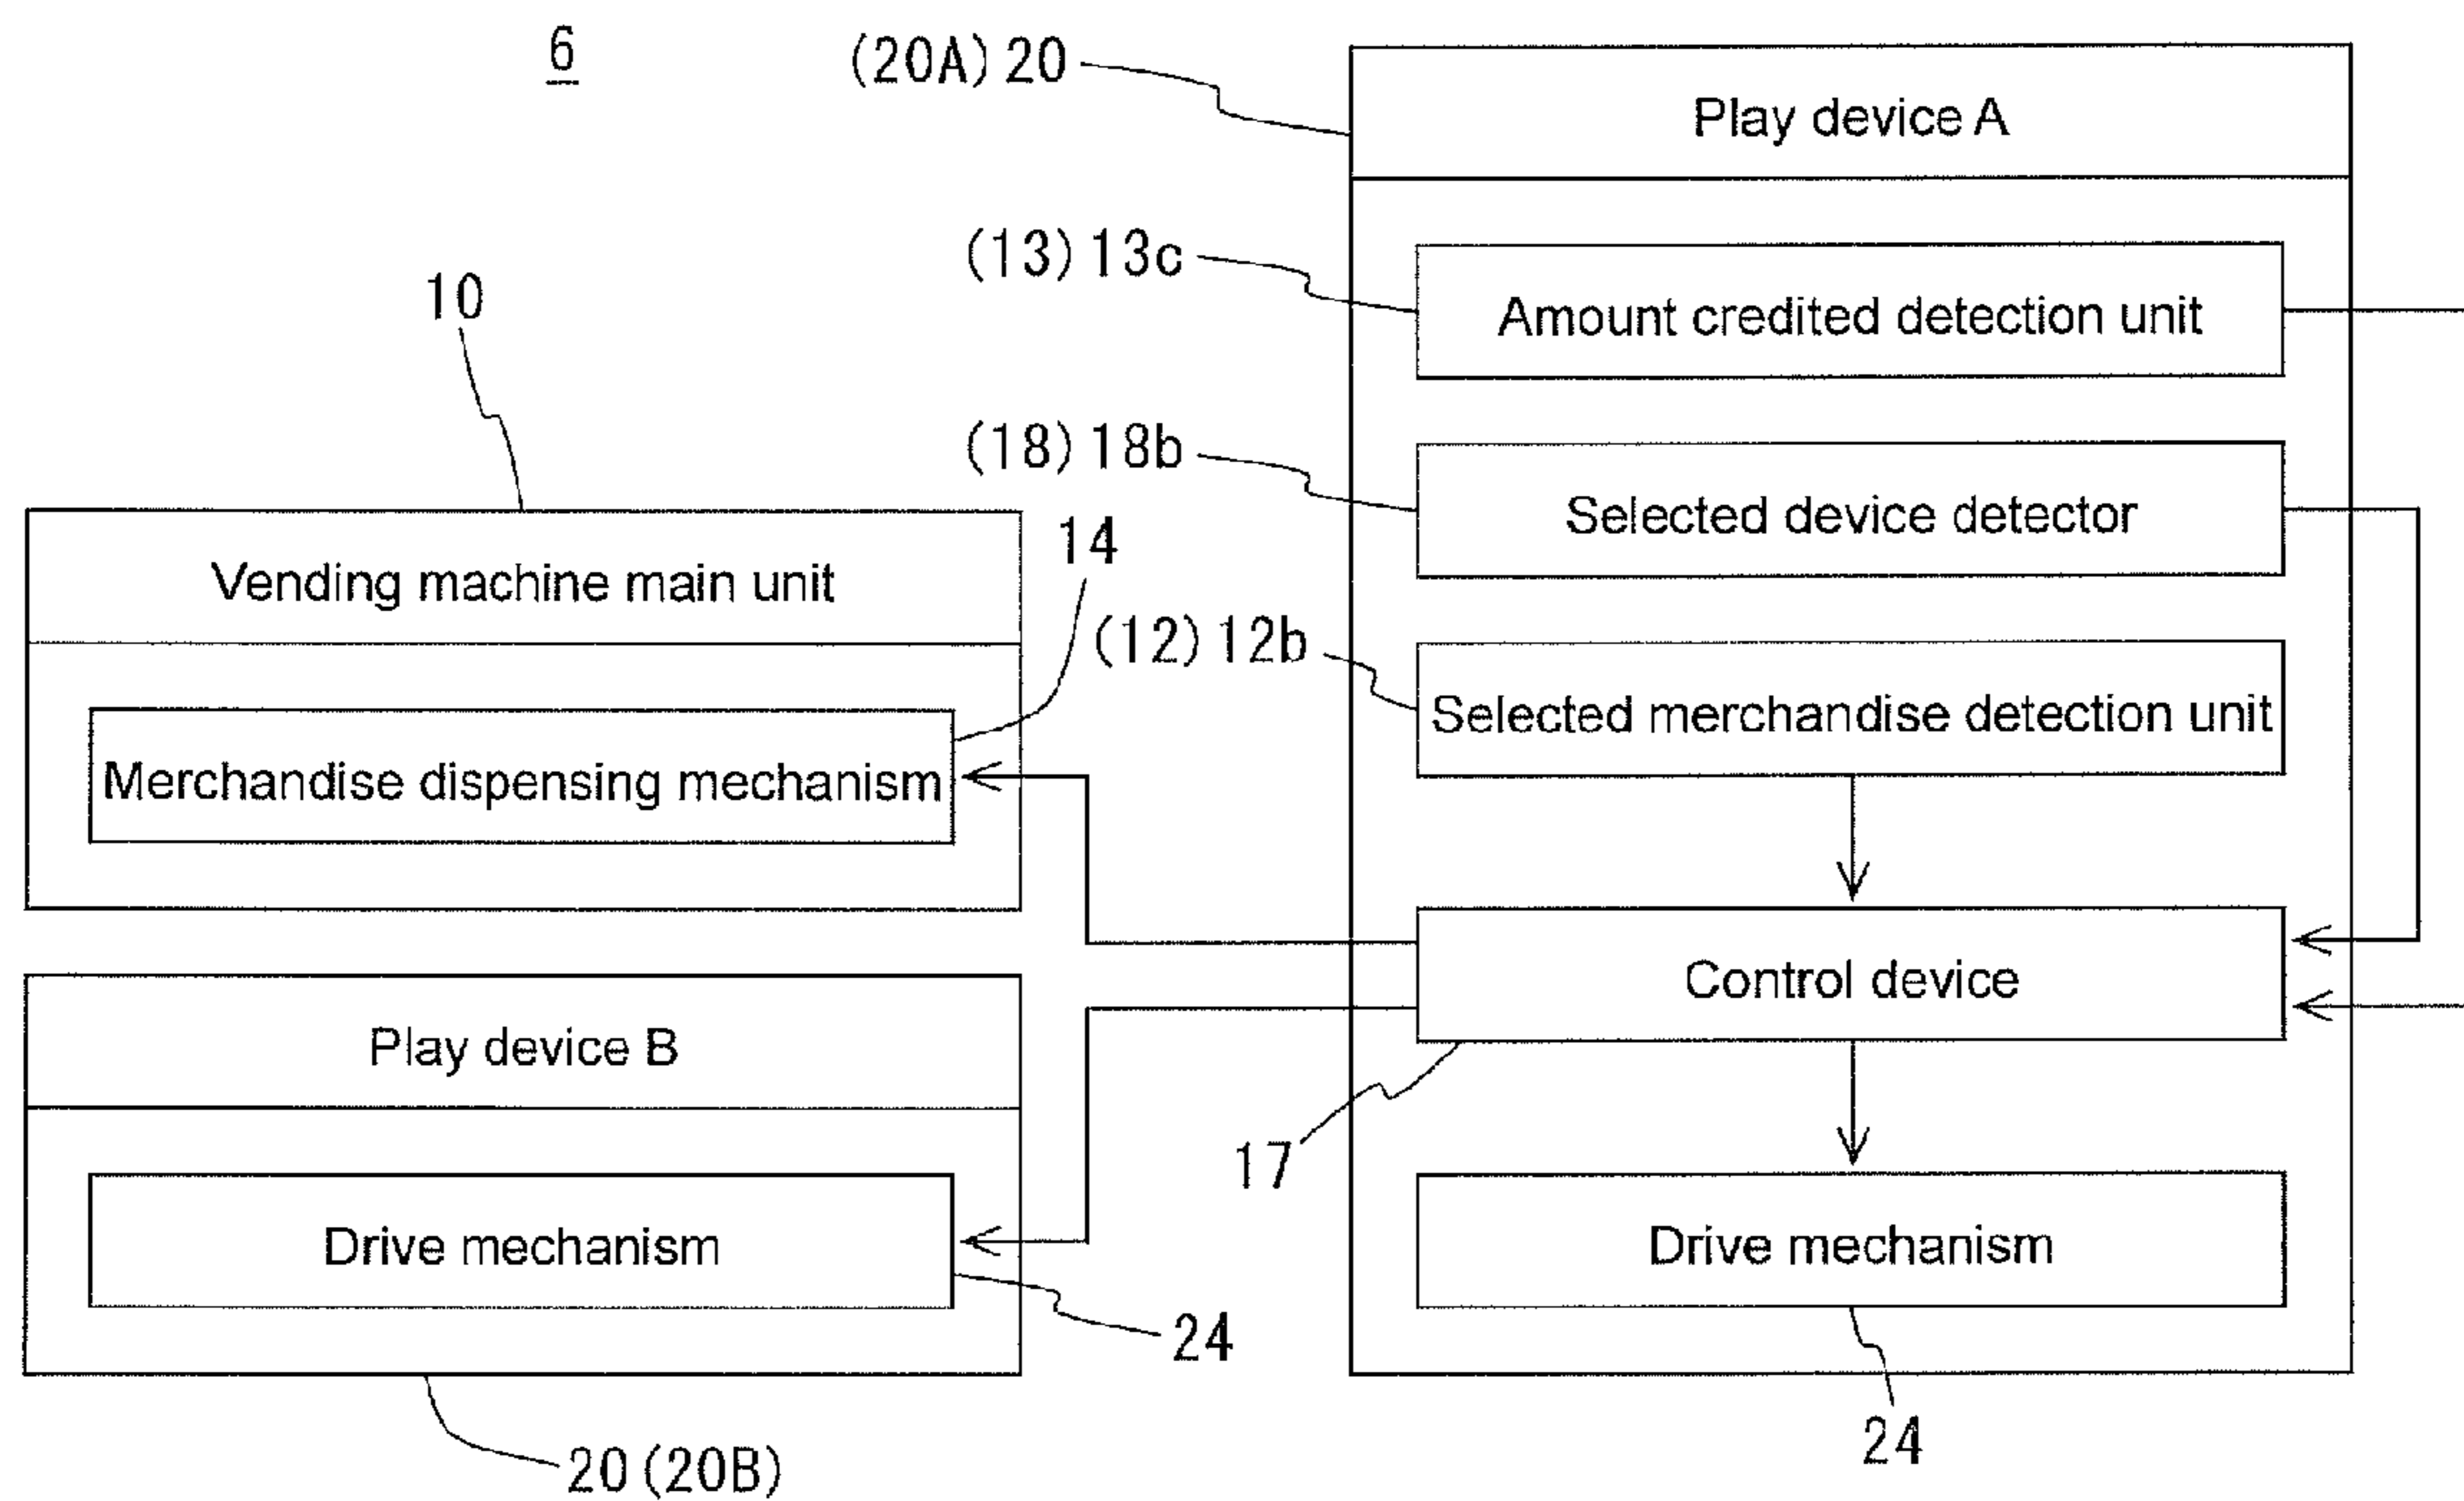 6
(20A) 20
Play device A
(13) 13c
Amount credited detection unit
10
(18) 18b
Selected device detector
14
Vending machine main unit
(12) 12b
Selected merchandise detection unit
Merchandise dispensing mechanism
Control device
Play device B
17
Drive mechanism
Drive mechanism
24
24
20 (20B)